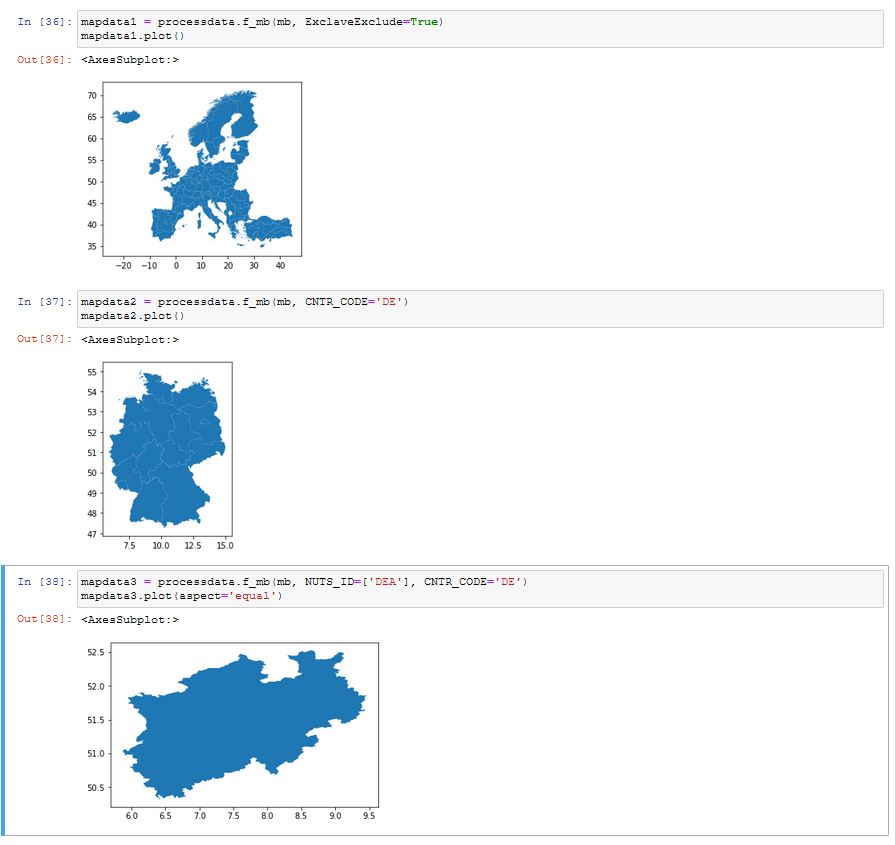 In [36]: mapdata1 = processdata.f_mb(mb, ExclaveExclude=True)
mapdata1.plot()
Out[36]: <AxesSubplot:>
70
65
60
55
50
45
40
35
−20 −10 0 10 20 30 40
In [37]: mapdata2 = processdata.f_mb(mb, CNTR_CODE='DE')
mapdata2.plot()
Out[37]: <AxesSubplot:>
55
54
53
52
51
50
49
48
47
7.5 10.0 12.5 15.0
In [38]: mapdata3 = processdata.f_mb(mb, NUTS_ID=['DEA'], CNTR_CODE='DE')
mapdata3.plot(aspect='equal')
Out[38]: <AxesSubplot:>
52.5
52.0
51.5
51.0
50.5
6.0 6.5 7.0 7.5 8.0 8.5 9.0 9.5